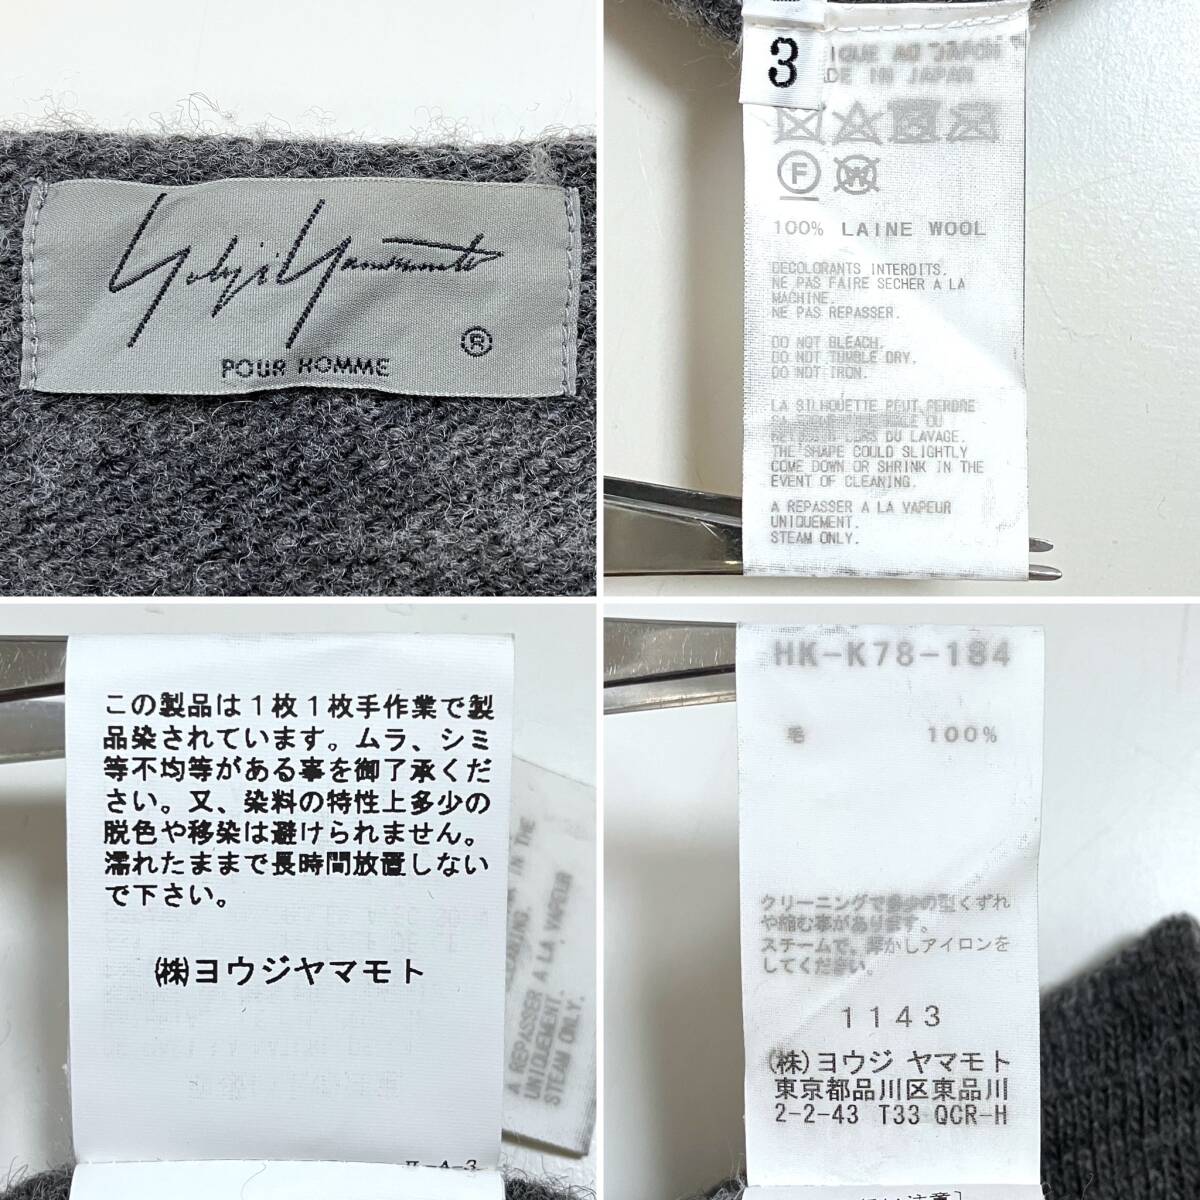 Yohji Yamamoto
®
POUR HOMME
3
IQUE AU JAPON
DE IN JAPAN
F W
100% LAINE WOOL
DECOLORANTS INTERDITS.
NE PAS FAIRE SECHER A LA
MACHINE.
NE PAS REPASSER.
DO NOT BLEACH.
DO NOT TUMBLE DRY.
DO NOT IRON.
LA SILHOUETTE PEUT PERDRE
OU
LORS DU LAVAGE.
THE SHAPE COULD SLIGHTLY
COME DOWN OR SHRINK IN THE
EVENT OF CLEANING.
A REPASSER A LA VAPEUR
UNIQUEMENT.
STEAM ONLY.
この製品は1枚1枚手作業で製
品染されています。ムラ、シミ
等不均等がある事を御了承くだ
さい。又、染料の特性上多少の
脱色や移染は避けられません。
濡れたままで長時間放置しない
で下さい。
㈱ヨウジヤマモト
IN THE
CLEANING.
A REPASSER A LA VAPEUR
UNIQUEMENT.
STEAM ONLY.
HK-K78-184
毛 100%
クリーニングで多少の型くずれ
や縮む事があります。
スチームで、浮かしアイロンを
してください。
1143
(株)ヨウジ ヤマモト
東京都品川区東品川
2-2-43 T33 QCR-H